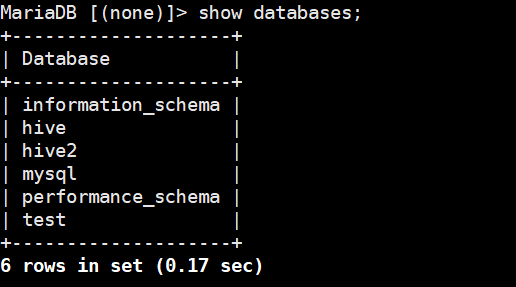 MariaDB [(none)]> show databases;
+--------------------+
| Database           |
+--------------------+
| information_schema |
| hive               |
| hive2              |
| mysql              |
| performance_schema |
| test               |
+--------------------+
6 rows in set (0.17 sec)